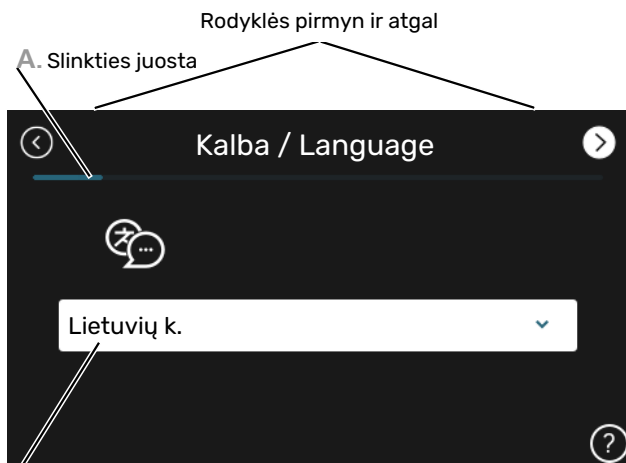 Rodyklės pirmyn ir atgal
A. Slinkties juosta
Kalba / Language
Lietuvių k.
?